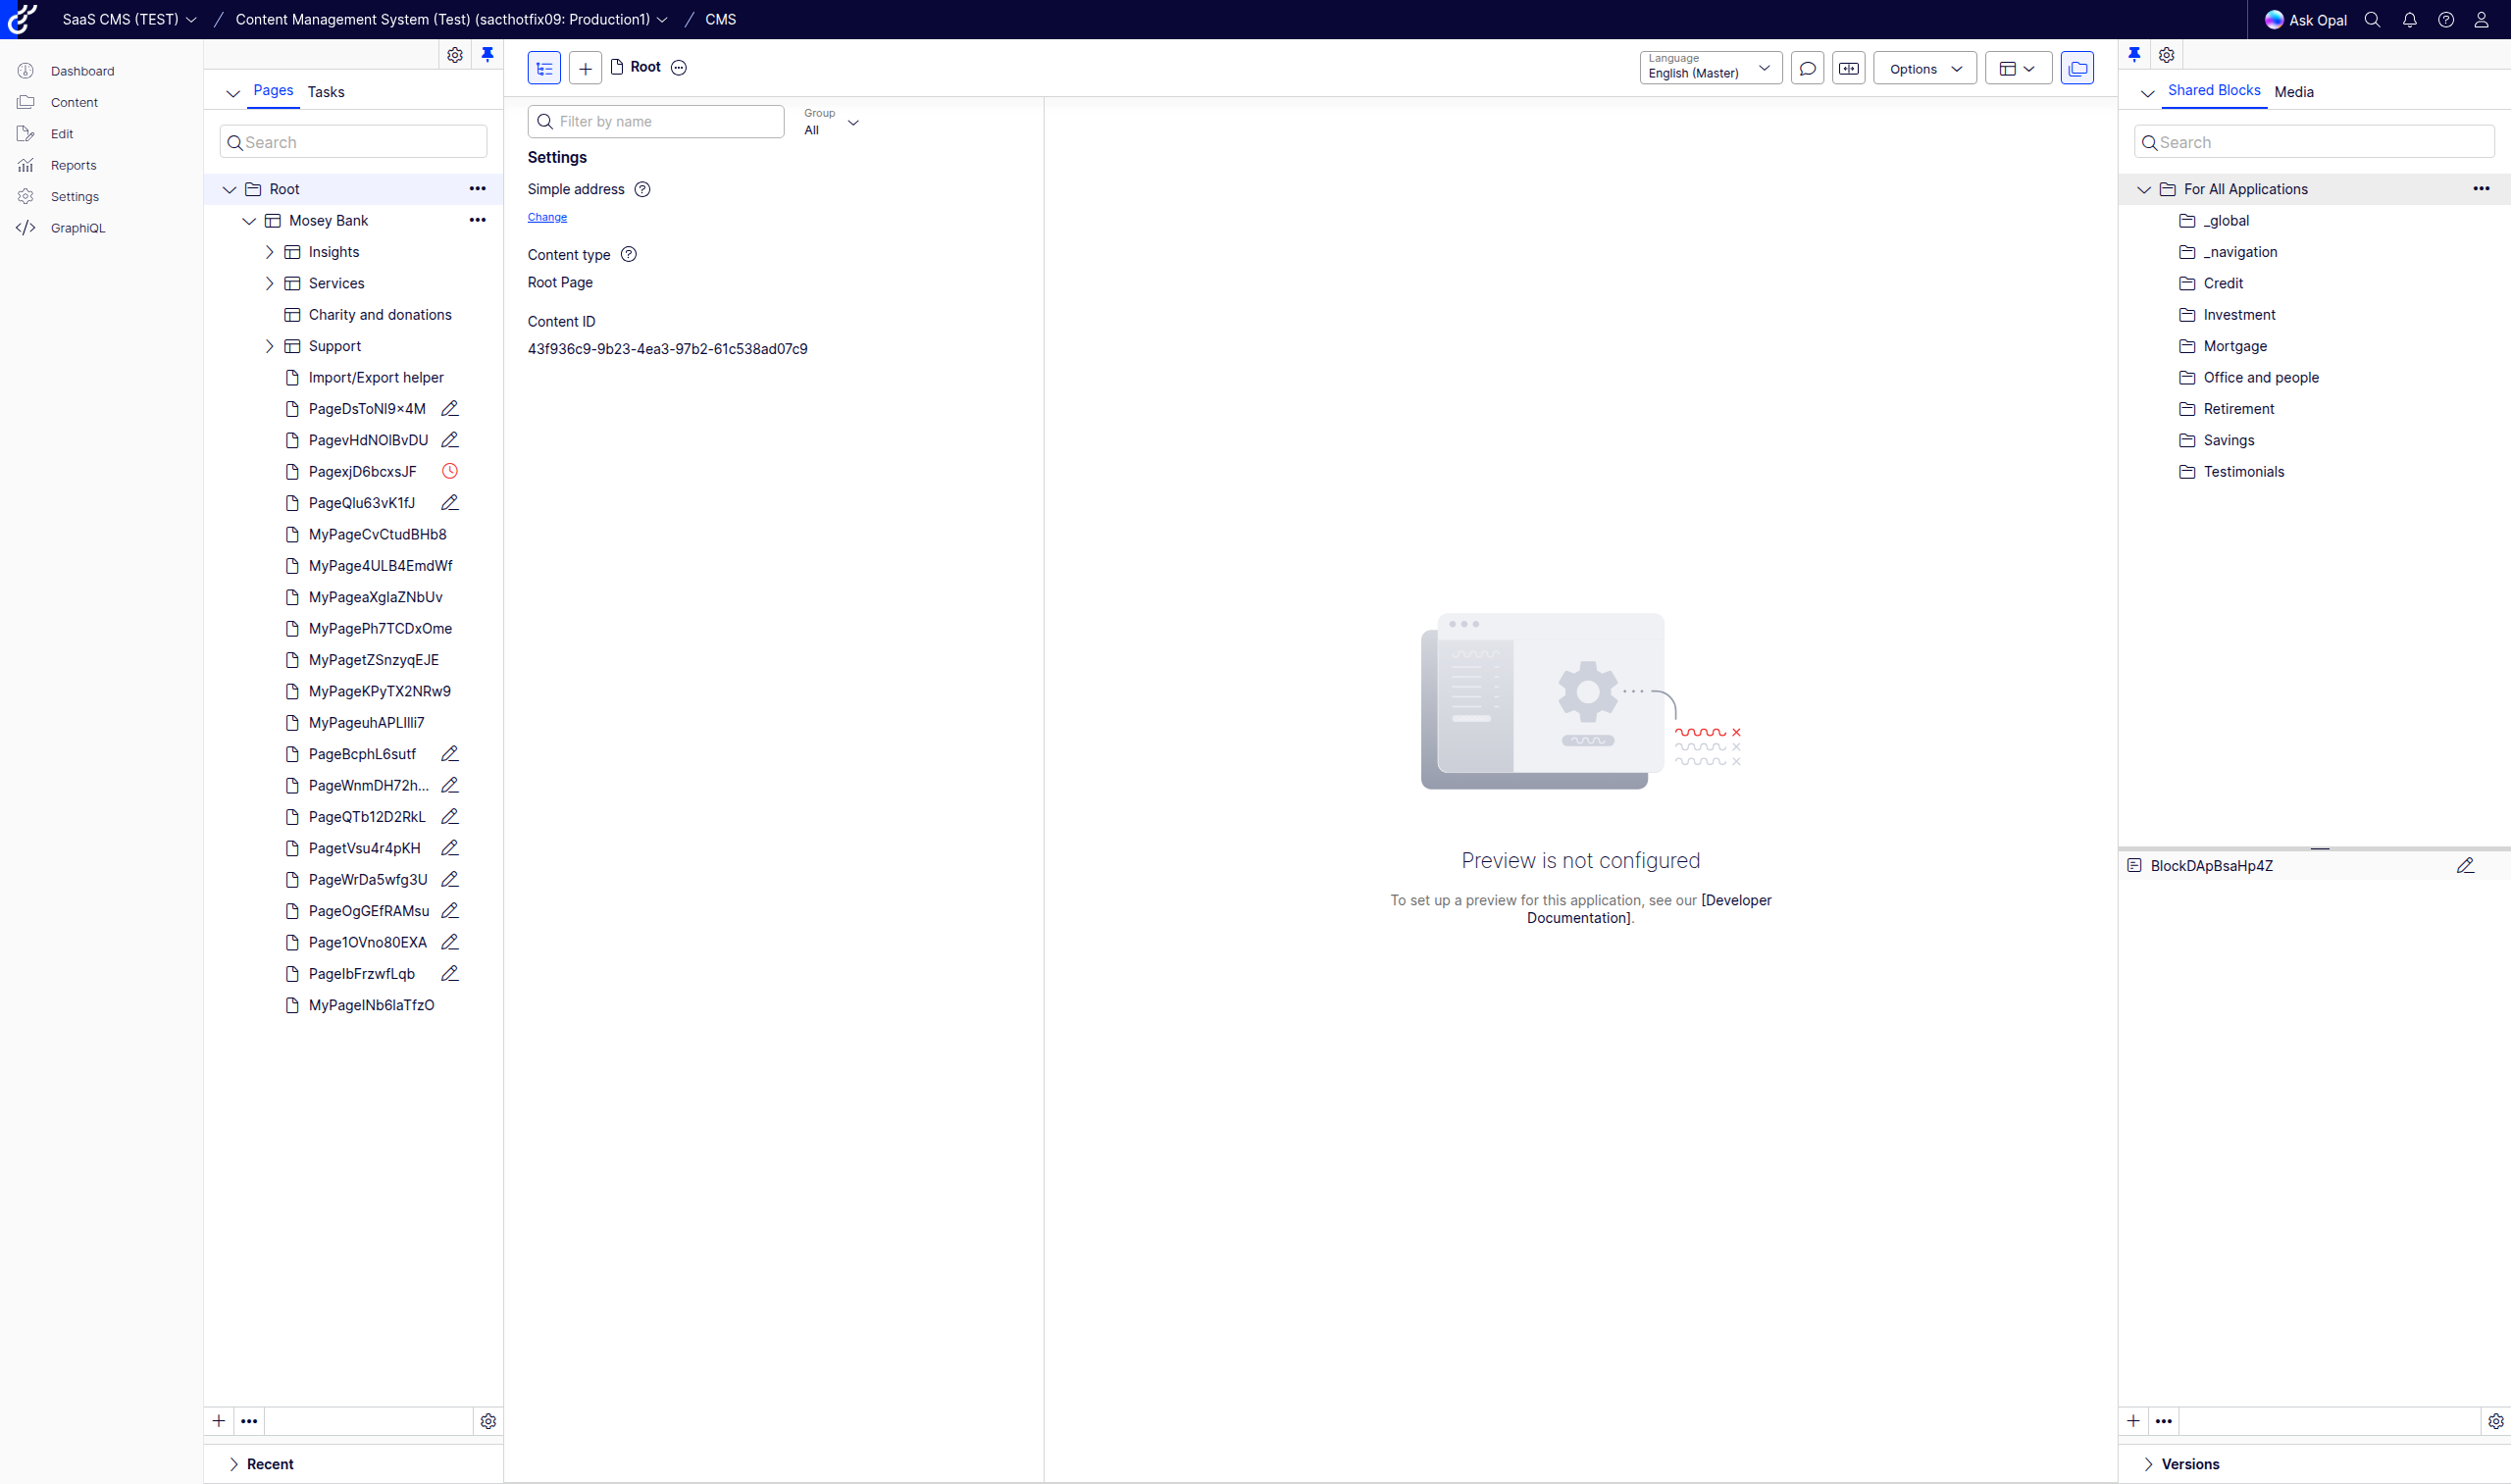 SaaS CMS (TEST) / Content Management System (Test) (sacthotfix09: Production1) / CMS
Ask Opal
Dashboard
Content
Edit
Reports
Settings
GraphiQL
Pages Tasks
Search
Root
Mosey Bank
Insights
Services
Charity and donations
Support
Import/Export helper
PageDsToNl9×4M
PagevHdNOlBvDU
PagexjD6bcxsJF
PageQlu63vK1fJ
MyPageCvCtudBHb8
MyPage4ULB4EmdWf
MyPageaXglaZNbUv
MyPagePh7TCDxOme
MyPagetZSnzyqEJE
MyPageKPyTX2NRw9
MyPageuhAPLIlli7
PageBcphL6sutf
PageWnmDH72h...
PageQTb12D2RkL
PagetVsu4r4pKH
PageWrDa5wfg3U
PageOgGEfRAMsu
Page1OVno80EXA
PageIbFrzwfLqb
MyPageINb6laTfzO
Recent
Root
Language
English (Master)
Options
Filter by name
Group
All
Settings
Simple address
Change
Content type
Root Page
Content ID
43f936c9-9b23-4ea3-97b2-61c538ad07c9
Preview is not configured
To set up a preview for this application, see our [Developer
Documentation].
Shared Blocks Media
Search
For All Applications
_global
_navigation
Credit
Investment
Mortgage
Office and people
Retirement
Savings
Testimonials
BlockDApBsaHp4Z
Versions